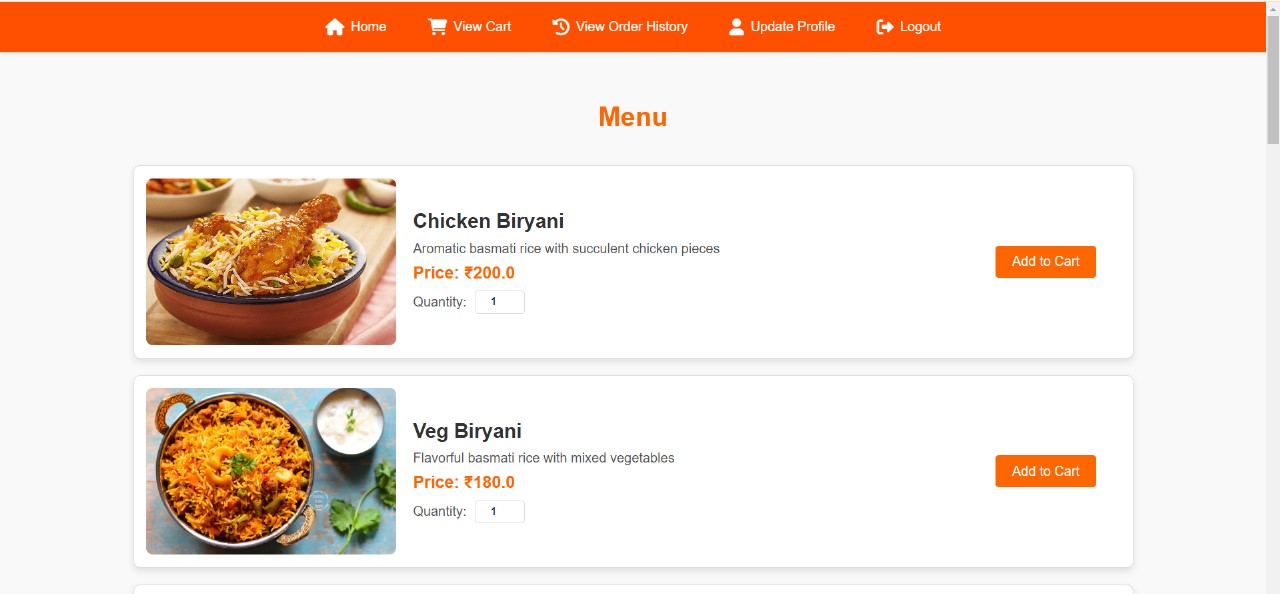 Home View Cart View Order History Update Profile Logout
Menu
Chicken Biryani
Aromatic basmati rice with succulent chicken pieces
Price: ₹200.0
Quantity: 1
Add to Cart
Veg Biryani
Flavorful basmati rice with mixed vegetables
Price: ₹180.0
Quantity: 1
Add to Cart